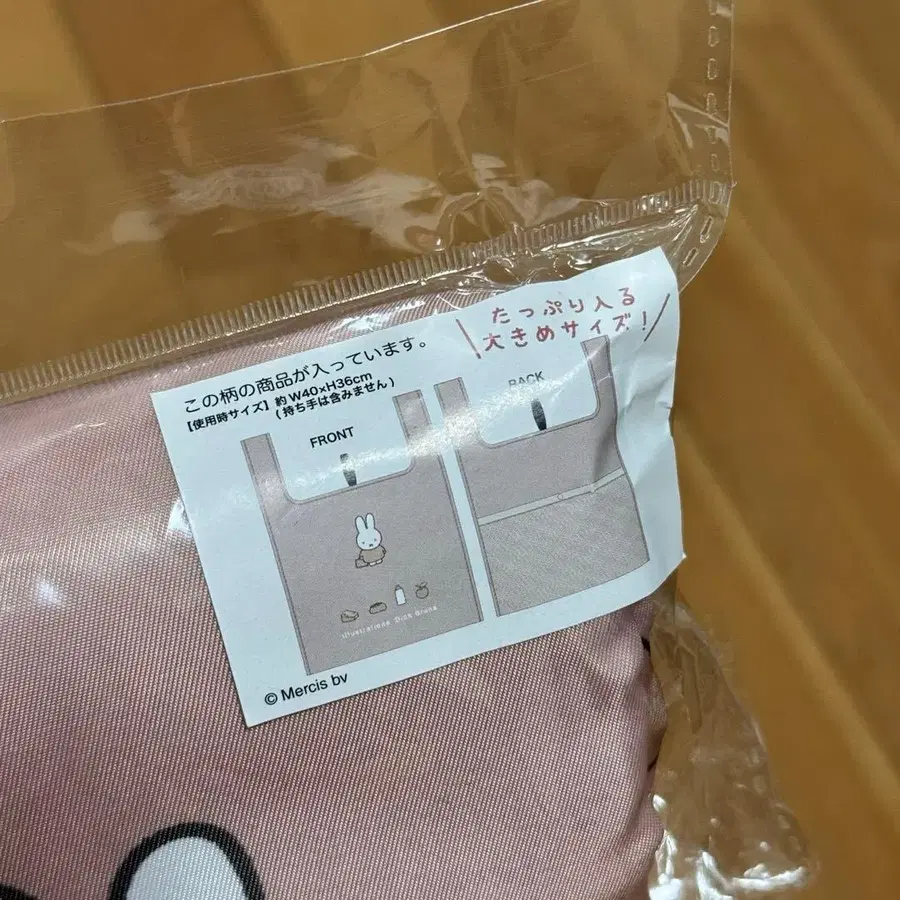 たっぷり入る
大きめサイズ!
この柄の商品が入っています。
【使用時サイズ】約 W40×H36cm
(持ち手は含みません)
FRONT
BACK
illustrations Dick Bruna
© Mercis bv